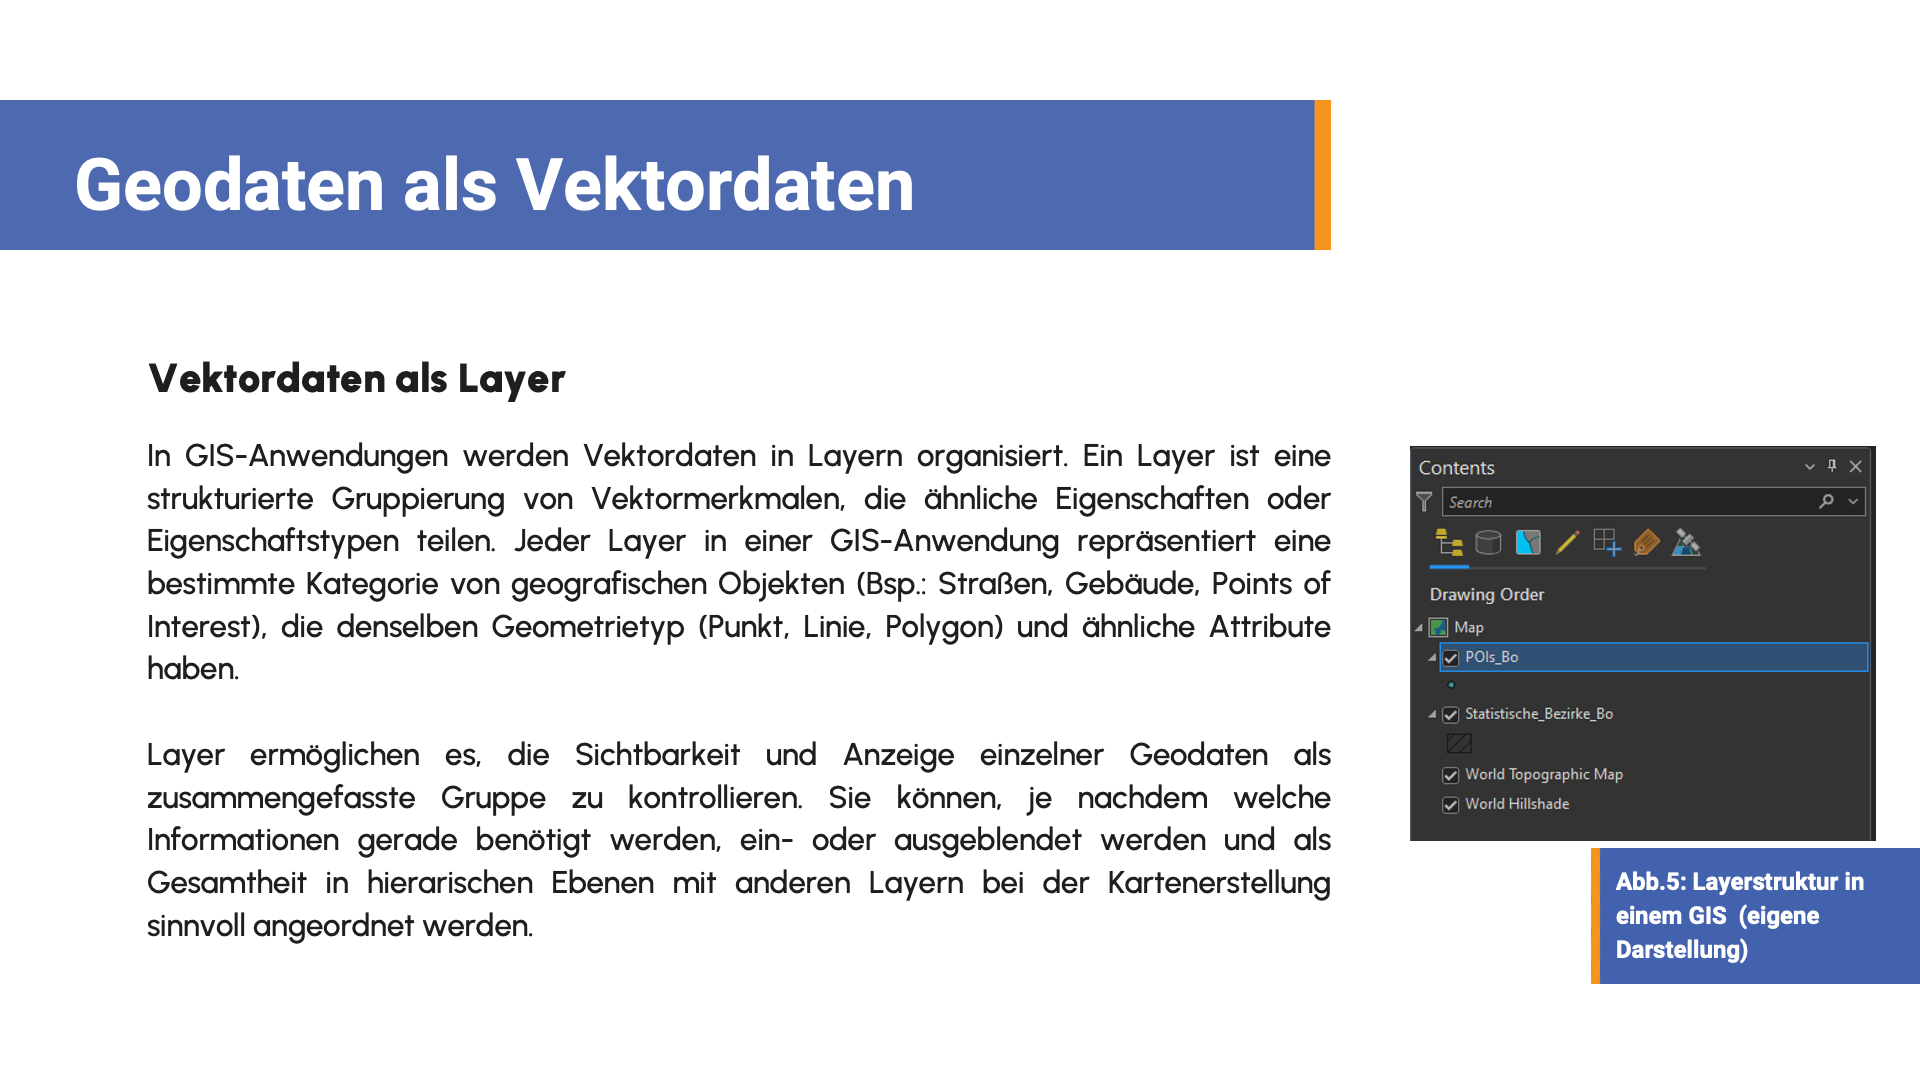 Geodaten als Vektordaten
Vektordaten als Layer
In GIS-Anwendungen werden Vektordaten in Layern organisiert. Ein Layer ist eine
strukturierte Gruppierung von Vektormerkmalen, die ähnliche Eigenschaften oder
Eigenschaftstypen teilen. Jeder Layer in einer GIS-Anwendung repräsentiert eine
bestimmte Kategorie von geografischen Objekten (Bsp.: Straßen, Gebäude, Points of
Interest), die denselben Geometrietyp (Punkt, Linie, Polygon) und ähnliche Attribute
haben.
Layer ermöglichen es, die Sichtbarkeit und Anzeige einzelner Geodaten als
zusammengefasste Gruppe zu kontrollieren. Sie können, je nachdem welche
Informationen gerade benötigt werden, ein- oder ausgeblendet werden und als
Gesamtheit in hierarischen Ebenen mit anderen Layern bei der Kartenerstellung
sinnvoll angeordnet werden.
Contents
Search
Drawing Order
Map
POIs_Bo
Statistische_Bezirke_Bo
World Topographic Map
World Hillshade
Abb.5: Layerstruktur in
einem GIS (eigene
Darstellung)